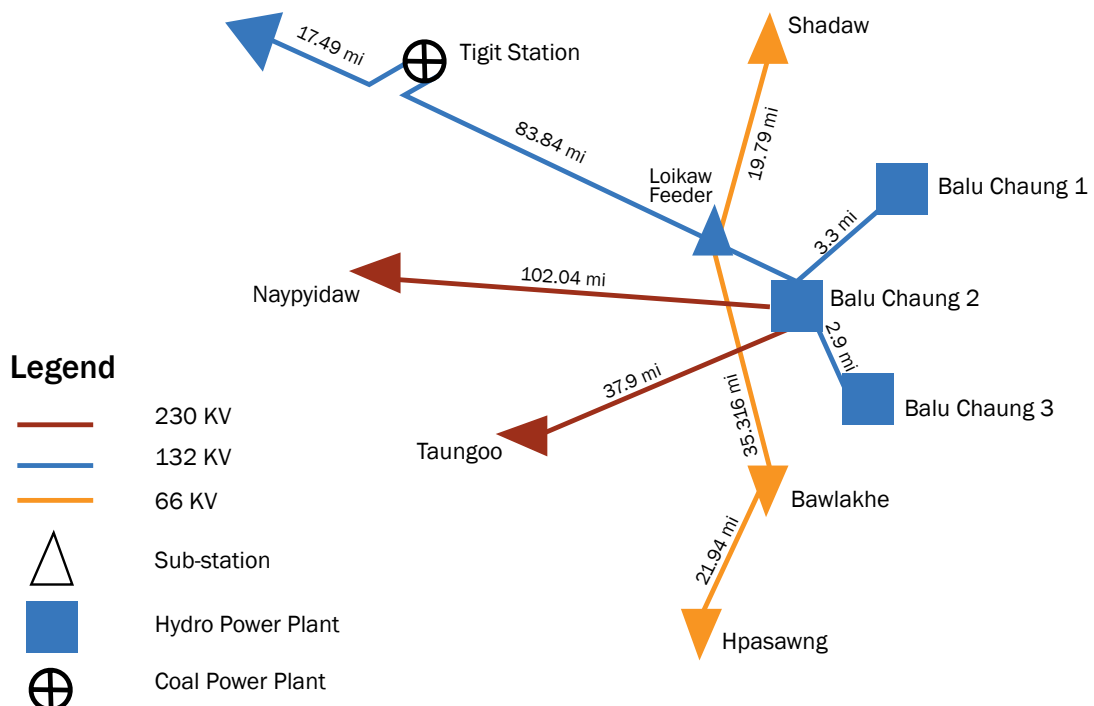 17.49 mi
Tigit Station
Shadaw
83.84 mi
19.79 mi
Loikaw
Feeder
Balu Chaung 1
3.3 mi
102.04 mi
Naypyidaw
Balu Chaung 2
2.9 mi
37.9 mi
35.316 mi
Balu Chaung 3
Taungoo
Bawlakhe
21.94 mi
Hpasawng
Legend
230 KV
132 KV
66 KV
Sub-station
Hydro Power Plant
Coal Power Plant